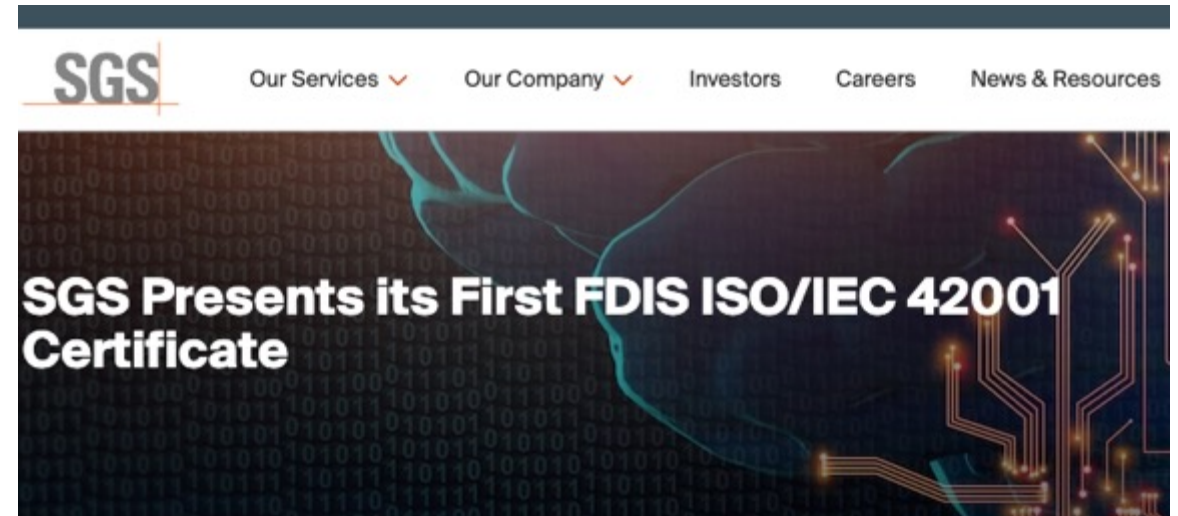 SGS
Our Services
Our Company
Investors
Careers
News & Resources
SGS Presents its First FDIS ISO/IEC 42001
Certificate